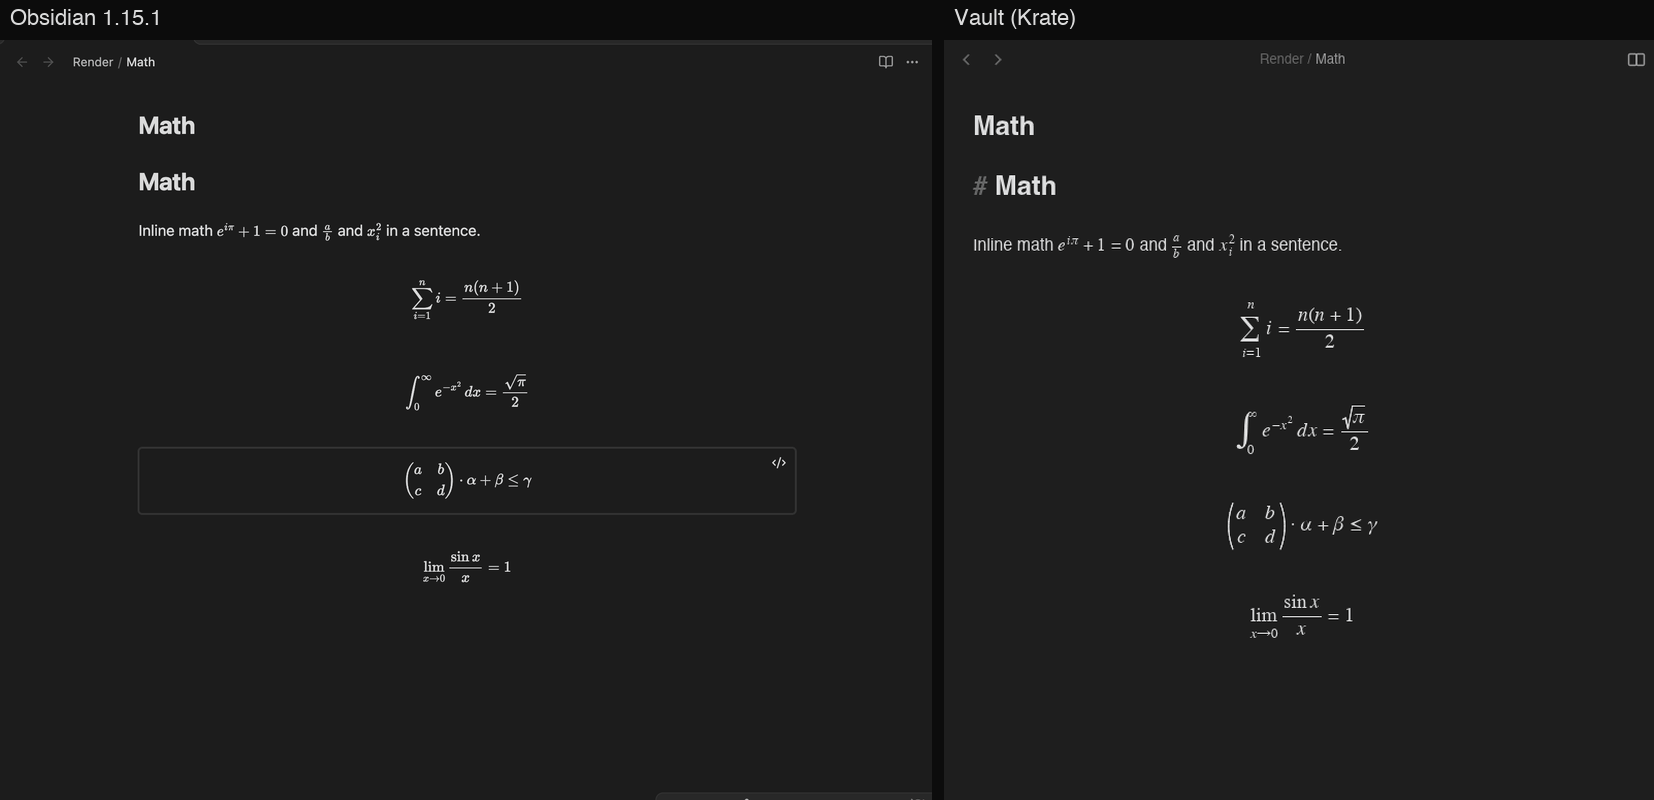 Obsidian 1.15.1
Render / Math
Math
Math
Inline math e^{iπ} + 1 = 0 and a/b and x_i^2 in a sentence.
∑_{i=1}^{n} i = n(n + 1)/2
∫_0^∞ e^{−x^2} dx = √π/2
(a b
c d) · α + β ≤ γ
</>
lim_{x→0} sin x/x = 1
Vault (Krate)
Render / Math
Math
# Math
Inline math e^{iπ} + 1 = 0 and a/b and x_i^2 in a sentence.
∑_{i=1}^{n} i = n(n + 1)/2
∫_0^∞ e^{−x^2} dx = √π/2
(a b
c d) · α + β ≤ γ
lim_{x→0} sin x/x = 1